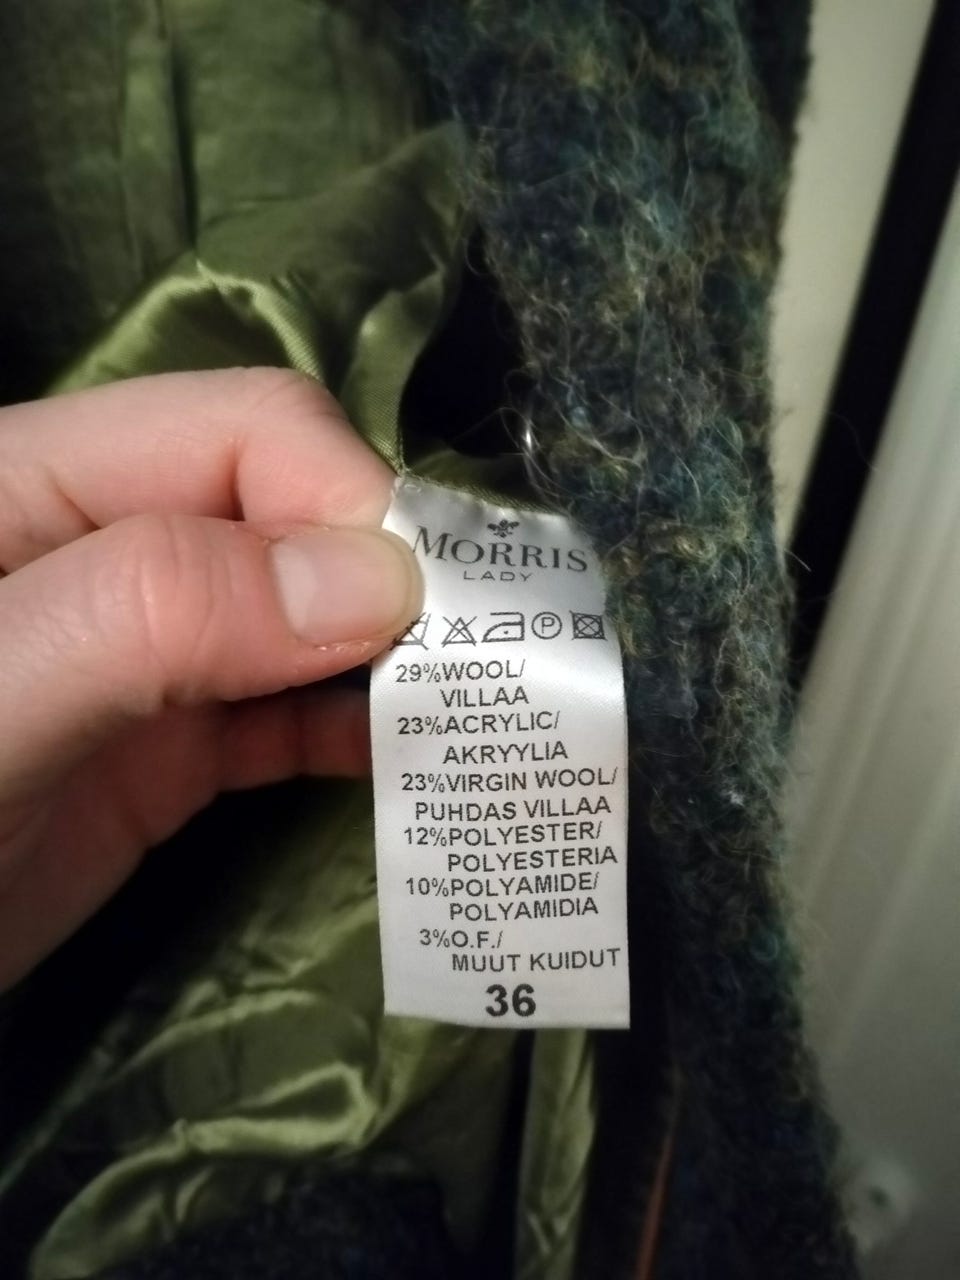 MORRIS
LADY
P
29%WOOL/
VILLAA
23%ACRYLIC/
AKRYYLIA
23%VIRGIN WOOL/
PUHDAS VILLAA
12%POLYESTER/
POLYESTERIA
10%POLYAMIDE/
POLYAMIDIA
3%O.F./
MUUT KUIDUT
36